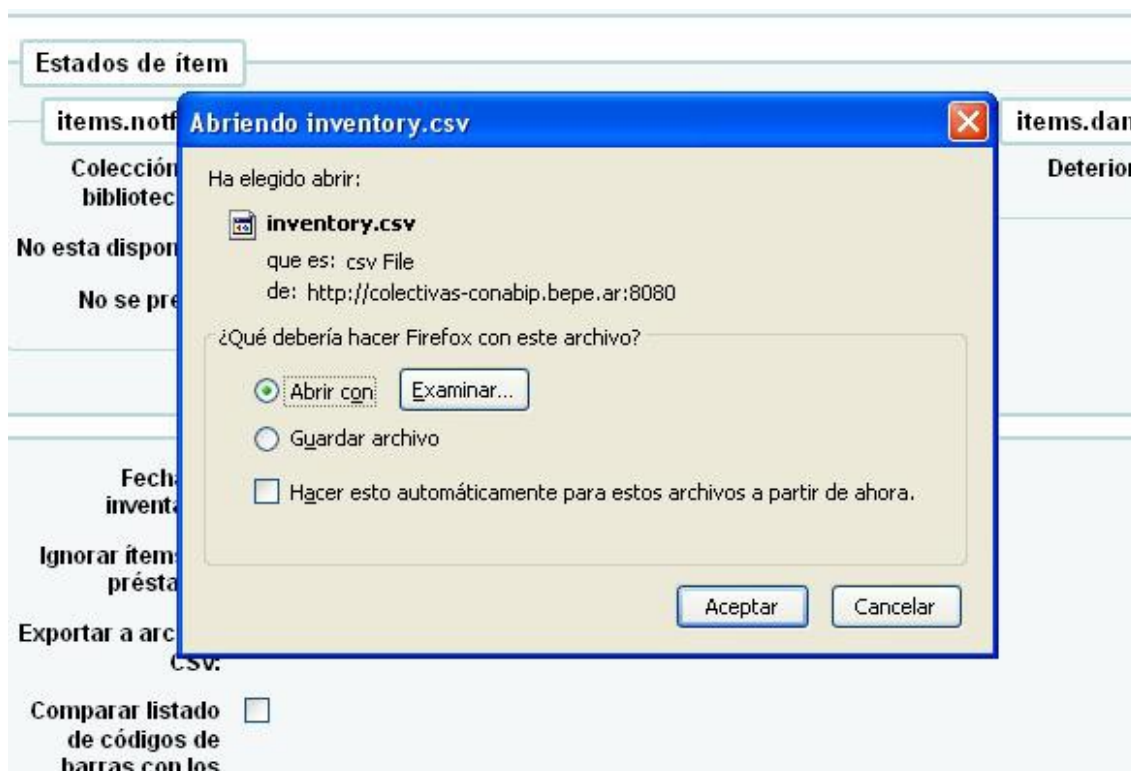 Estados de ítem
items.notf
Abriendo inventory.csv
items.dan
Colección
bibliotec
Deterior
Ha elegido abrir:
inventory.csv
No esta dispon
que es: csv File
de: http://colectivas-conabip.bepe.ar:8080
No se pre
¿Qué debería hacer Firefox con este archivo?
Abrir con
Examinar...
Guardar archivo
Fech
invent
Hacer esto automáticamente para estos archivos a partir de ahora.
Ignorar ítem
présta
Aceptar
Cancelar
Exportar a arc
CSV:
Comparar listado
de códigos de
barras con los